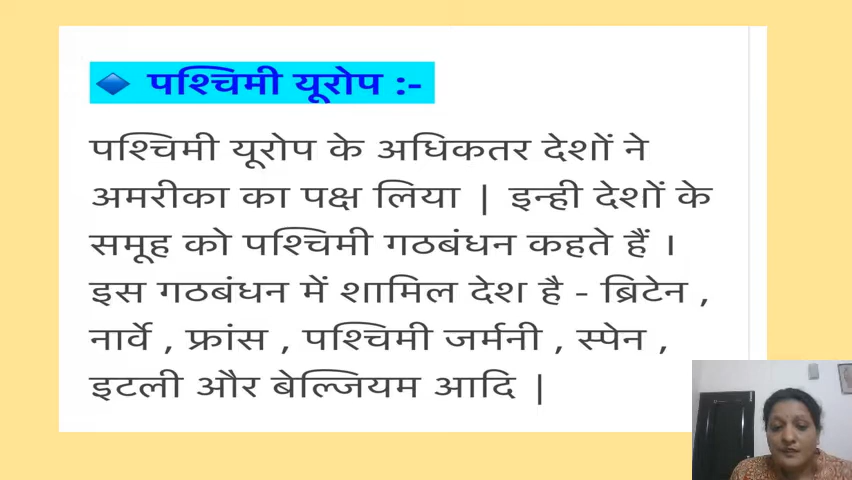 पश्चिमी यूरोप :-
पश्चिमी यूरोप के अधिकतर देशों ने
अमरीका का पक्ष लिया | इन्ही देशों के
समूह को पश्चिमी गठबंधन कहते हैं ।
इस गठबंधन में शामिल देश है - ब्रिटेन ,
नार्वे , फ्रांस , पश्चिमी जर्मनी , स्पेन ,
इटली और बेल्जियम आदि |